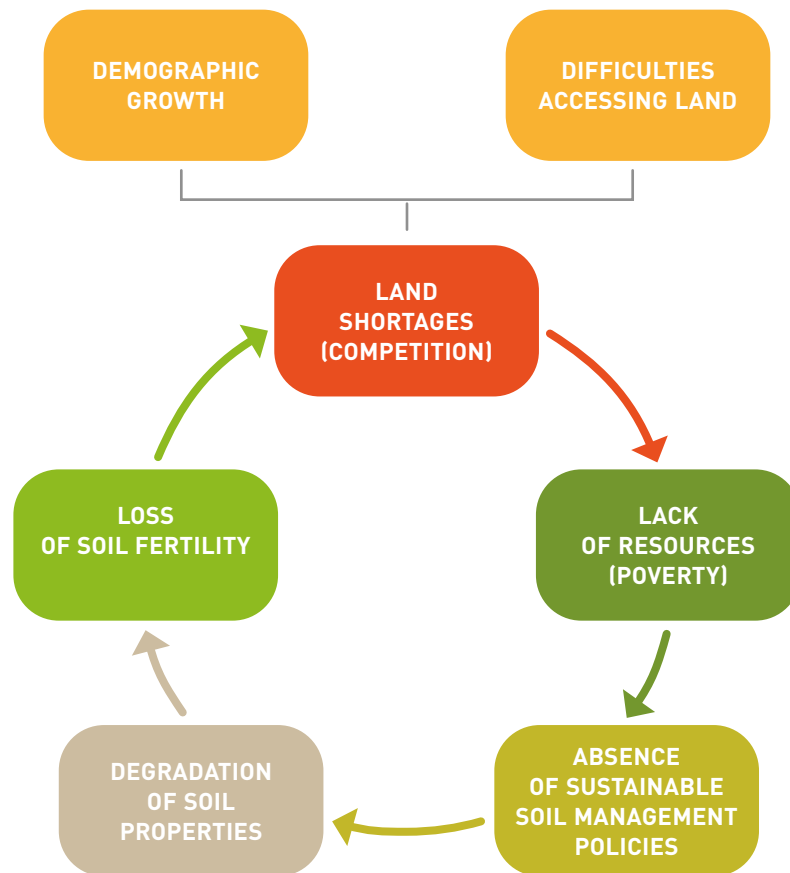 DEMOGRAPHIC
GROWTH
DIFFICULTIES
ACCESSING LAND
LAND
SHORTAGES
(COMPETITION)
LACK
OF RESOURCES
(POVERTY)
ABSENCE
OF SUSTAINABLE
SOIL MANAGEMENT
POLICIES
DEGRADATION
OF SOIL
PROPERTIES
LOSS
OF SOIL FERTILITY